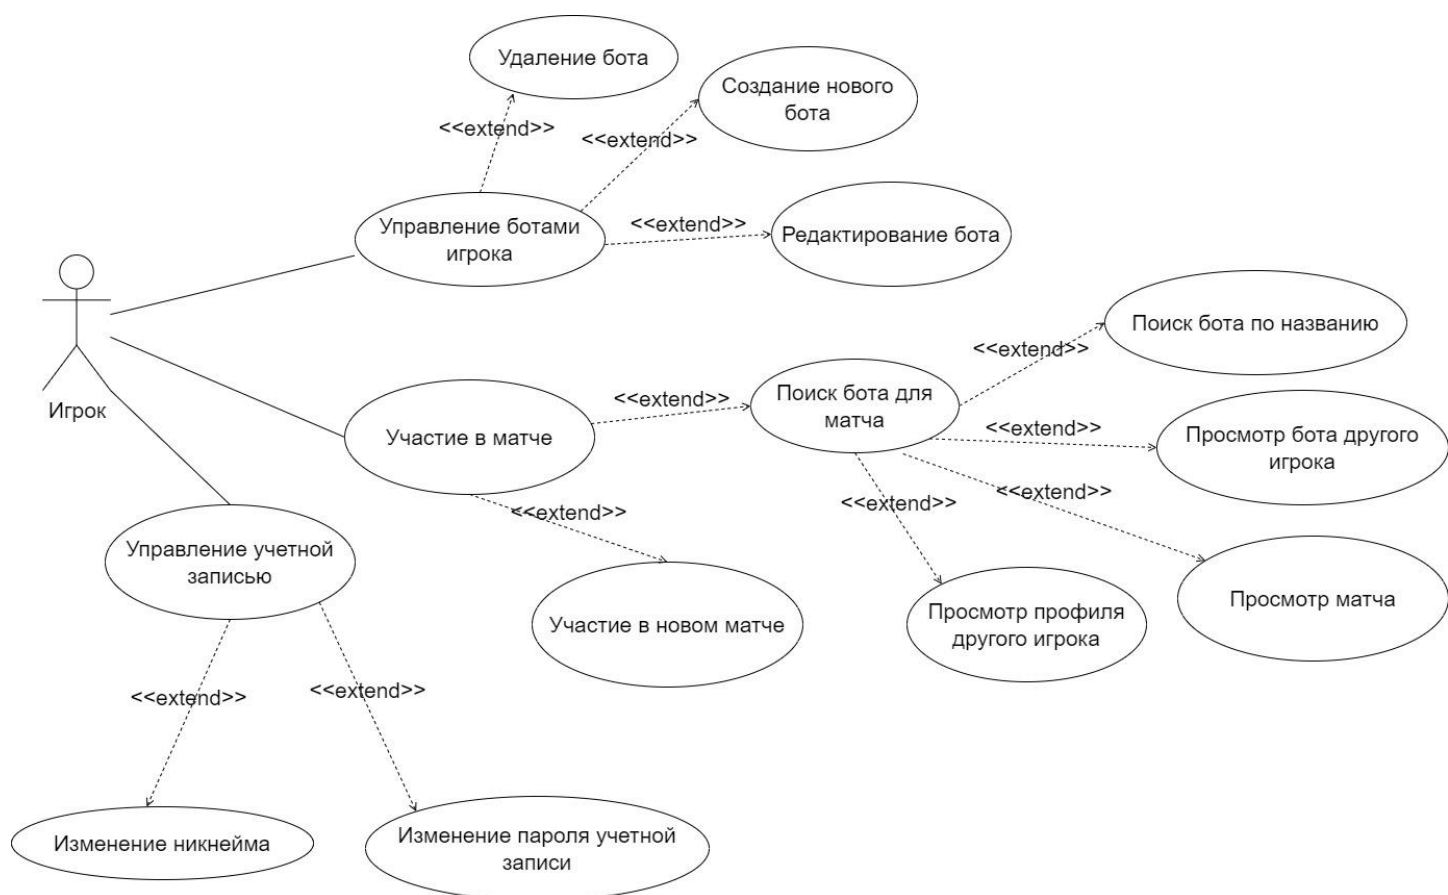 Удаление бота
Создание нового
бота
<<extend>>
<<extend>>
Управление ботами
игрока
<<extend>>
Редактирование бота
Игрок
Поиск бота по названию
<<extend>>
Поиск бота для
матча
<<extend>>
Участие в матче
<<extend>>
Просмотр бота другого
игрока
<<extend>>
<<extend>>
<<extend>>
Управление учетной
записью
Участие в новом матче
Просмотр профиля
другого игрока
Просмотр матча
<<extend>>
<<extend>>
Изменение никнейма
Изменение пароля учетной
записи